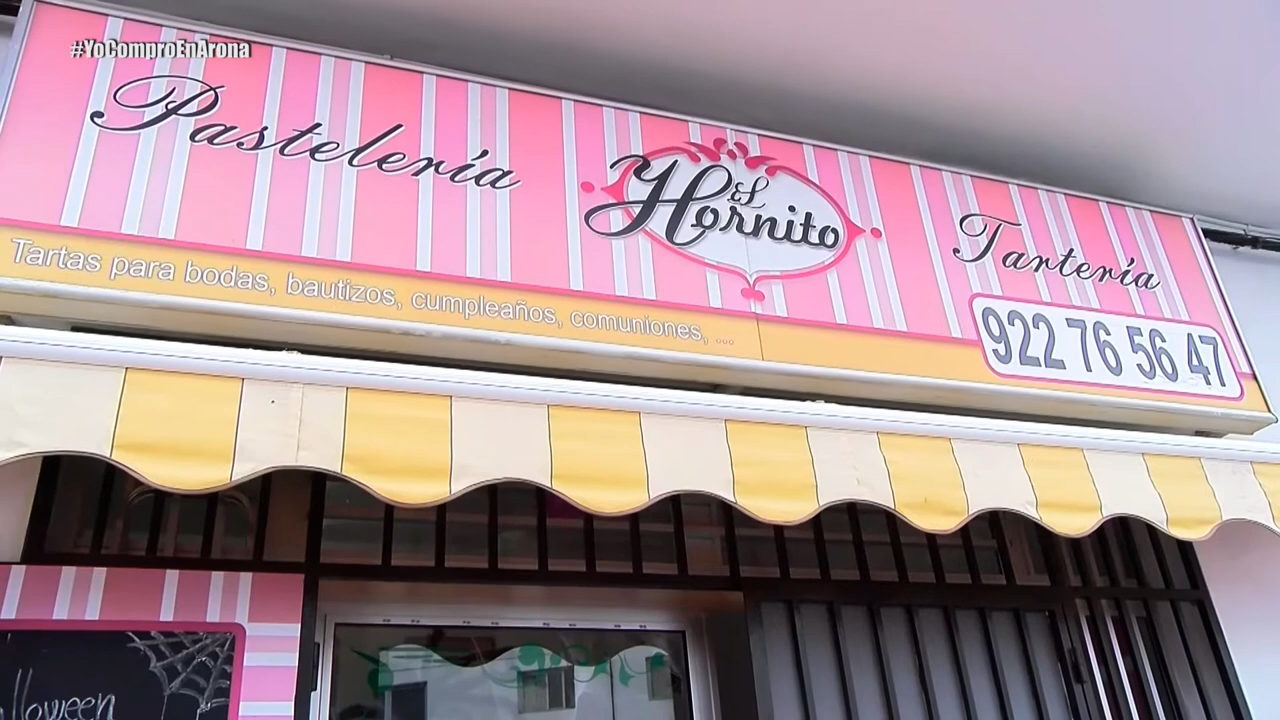 #YoComproEnArona
Pastelería
El
Hornito
Tartería
Tartas para bodas, bautizos, cumpleaños, comuniones, ...
922 76 56 47
lloween